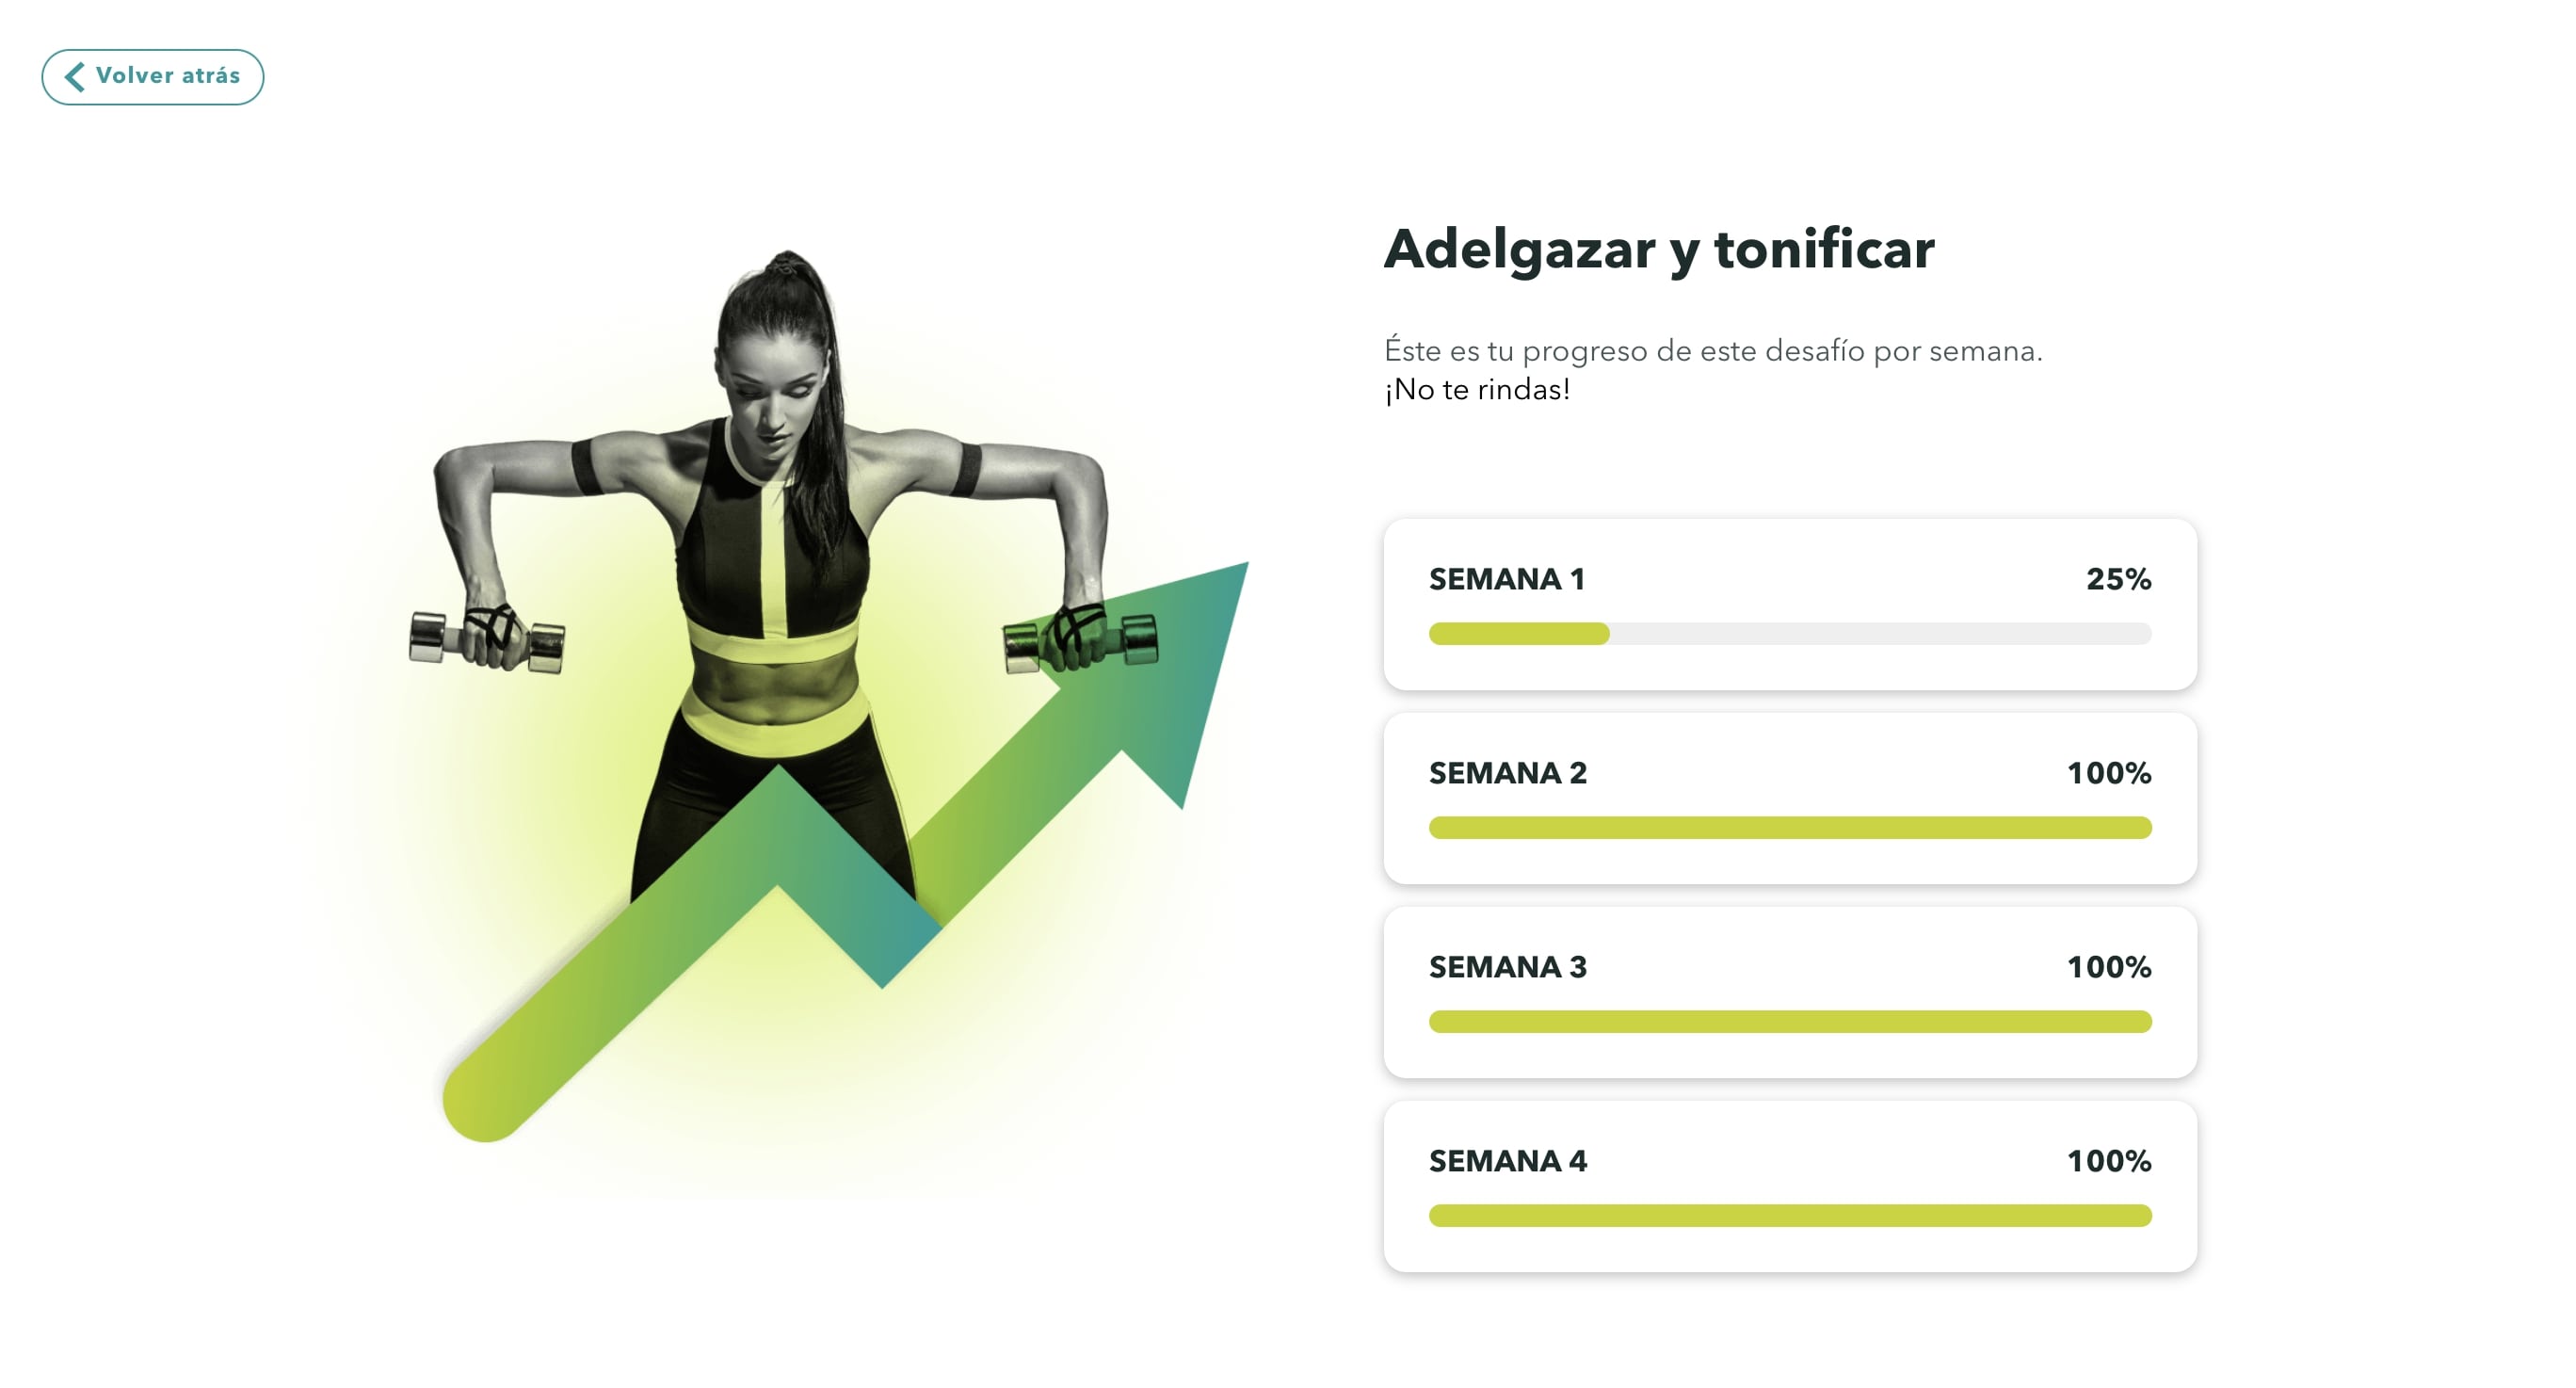 Volver atrás
Adelgazar y tonificar
Éste es tu progreso de este desafío por semana.
¡No te rindas!
SEMANA 1 25%
SEMANA 2 100%
SEMANA 3 100%
SEMANA 4 100%